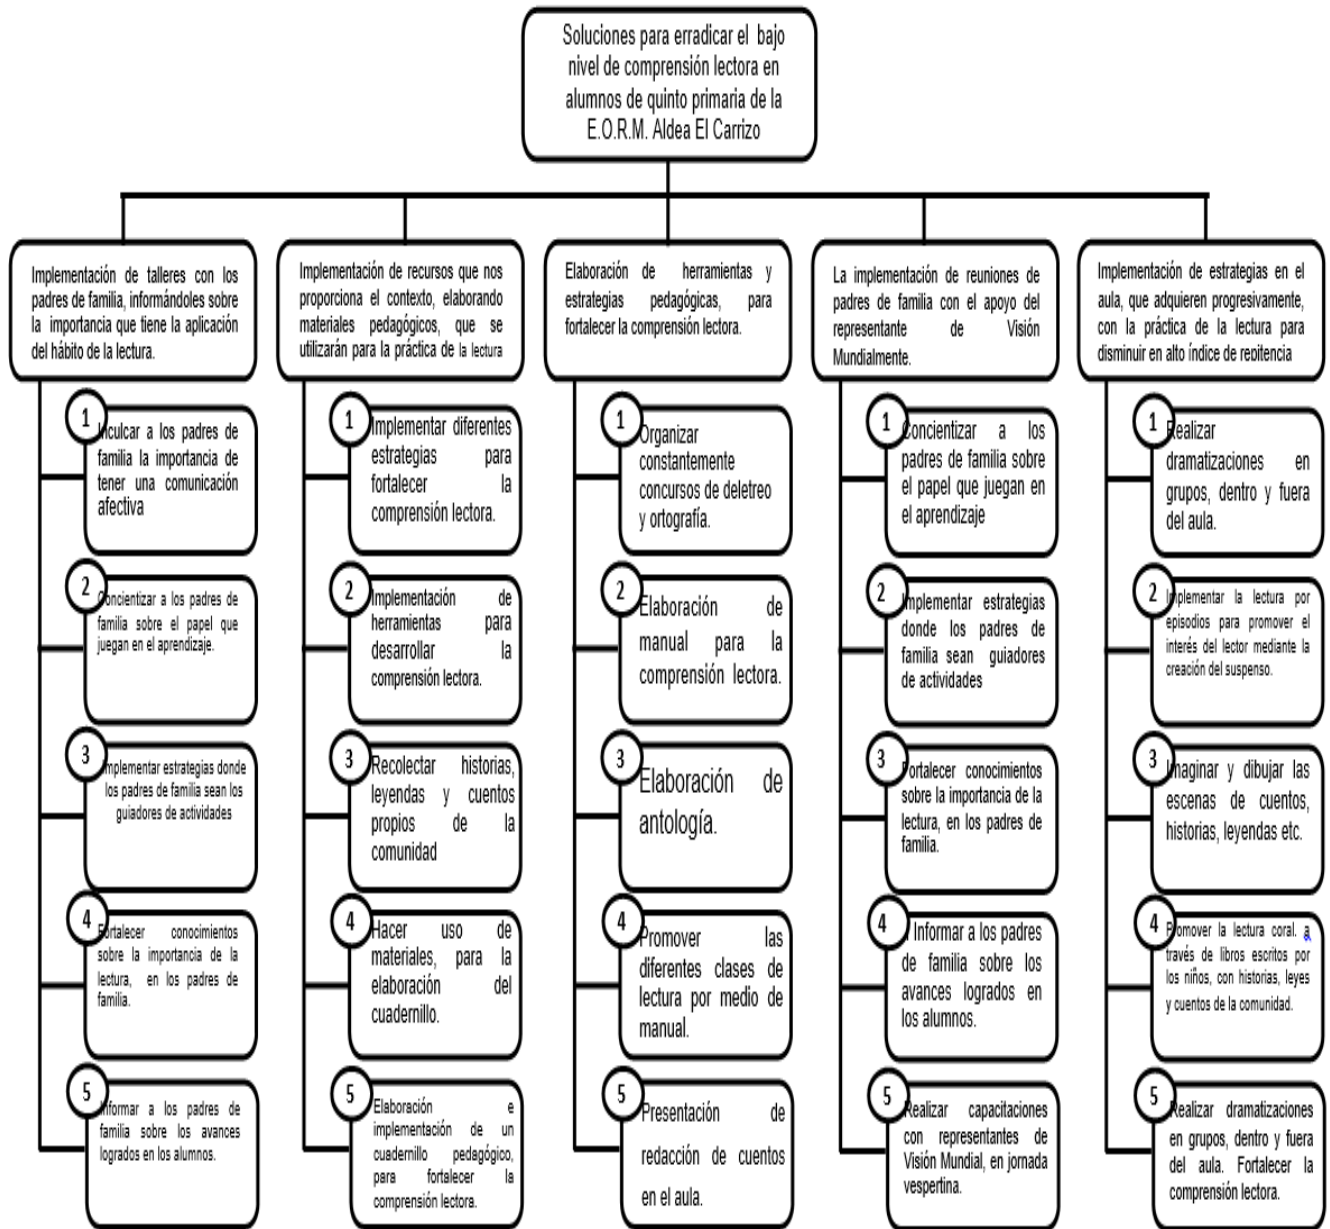 Soluciones para erradicar el bajo
nivel de comprensión lectora en
alumnos de quinto primaria de la
E.O.R.M. Aldea El Carrizo
Implementación de talleres con los
padres de familia, informándoles sobre
la importancia que tiene la aplicación
del hábito de la lectura.
1
Inculcar a los padres de
familia la importancia de
tener una comunicación
afectiva
2
Concientizar a los padres de
familia sobre el papel que
juegan en el aprendizaje.
3
Implementar estrategias donde
los padres de familia sean los
guiadores de actividades
4
Fortalecer conocimientos
sobre la importancia de la
lectura, en los padres de
familia.
5
Informar a los padres de
familia sobre los avances
logrados en los alumnos.
Implementación de recursos que nos
proporciona el contexto, elaborando
materiales pedagógicos, que se
utilizarán para la práctica de la lectura
1
Implementar diferentes
estrategias para
fortalecer la
comprensión lectora.
2
Implementación de
herramientas para
desarrollar la
comprensión lectora.
3
Recolectar historias,
leyendas y cuentos
propios de la
comunidad
4
Hacer uso de
materiales, para la
elaboración del
cuadernillo.
5
Elaboración e
implementación de un
cuadernillo pedagógico,
para fortalecer la
comprensión lectora.
Elaboración de herramientas y
estrategias pedagógicas, para
fortalecer la comprensión lectora.
1
Organizar
constantemente
concursos de deletreo
y ortografía.
2
Elaboración de
manual para la
comprensión lectora.
3
Elaboración de
antología.
4
Promover las
diferentes clases de
lectura por medio de
manual.
5
Presentación de
redacción de cuentos
en el aula.
La implementación de reuniones de
padres de familia con el apoyo del
representante de Visión
Mundialmente.
1
Concientizar a los
padres de familia sobre
el papel que juegan en
el aprendizaje
2
Implementar estrategias
donde los padres de
familia sean guiadores
de actividades
3
Fortalecer conocimientos
sobre la importancia de la
lectura, en los padres de
familia.
4
Informar a los padres
de familia sobre los
avances logrados en
los alumnos.
5
Realizar capacitaciones
con representantes de
Visión Mundial, en jornada
vespertina.
Implementación de estrategias en el
aula, que adquieren progresivamente,
con la práctica de la lectura para
disminuir en alto índice de repitencia
1
Realizar
dramatizaciones en
grupos, dentro y fuera
del aula.
2
Implementar la lectura por
episodios para promover el
interés del lector mediante la
creación del suspenso.
3
Imaginar y dibujar las
escenas de cuentos,
historias, leyendas etc.
4
Promover la lectura coral. a
través de libros escritos por
los niños, con historias, leyes
y cuentos de la comunidad.
5
Realizar dramatizaciones
en grupos, dentro y fuera
del aula. Fortalecer la
comprensión lectora.